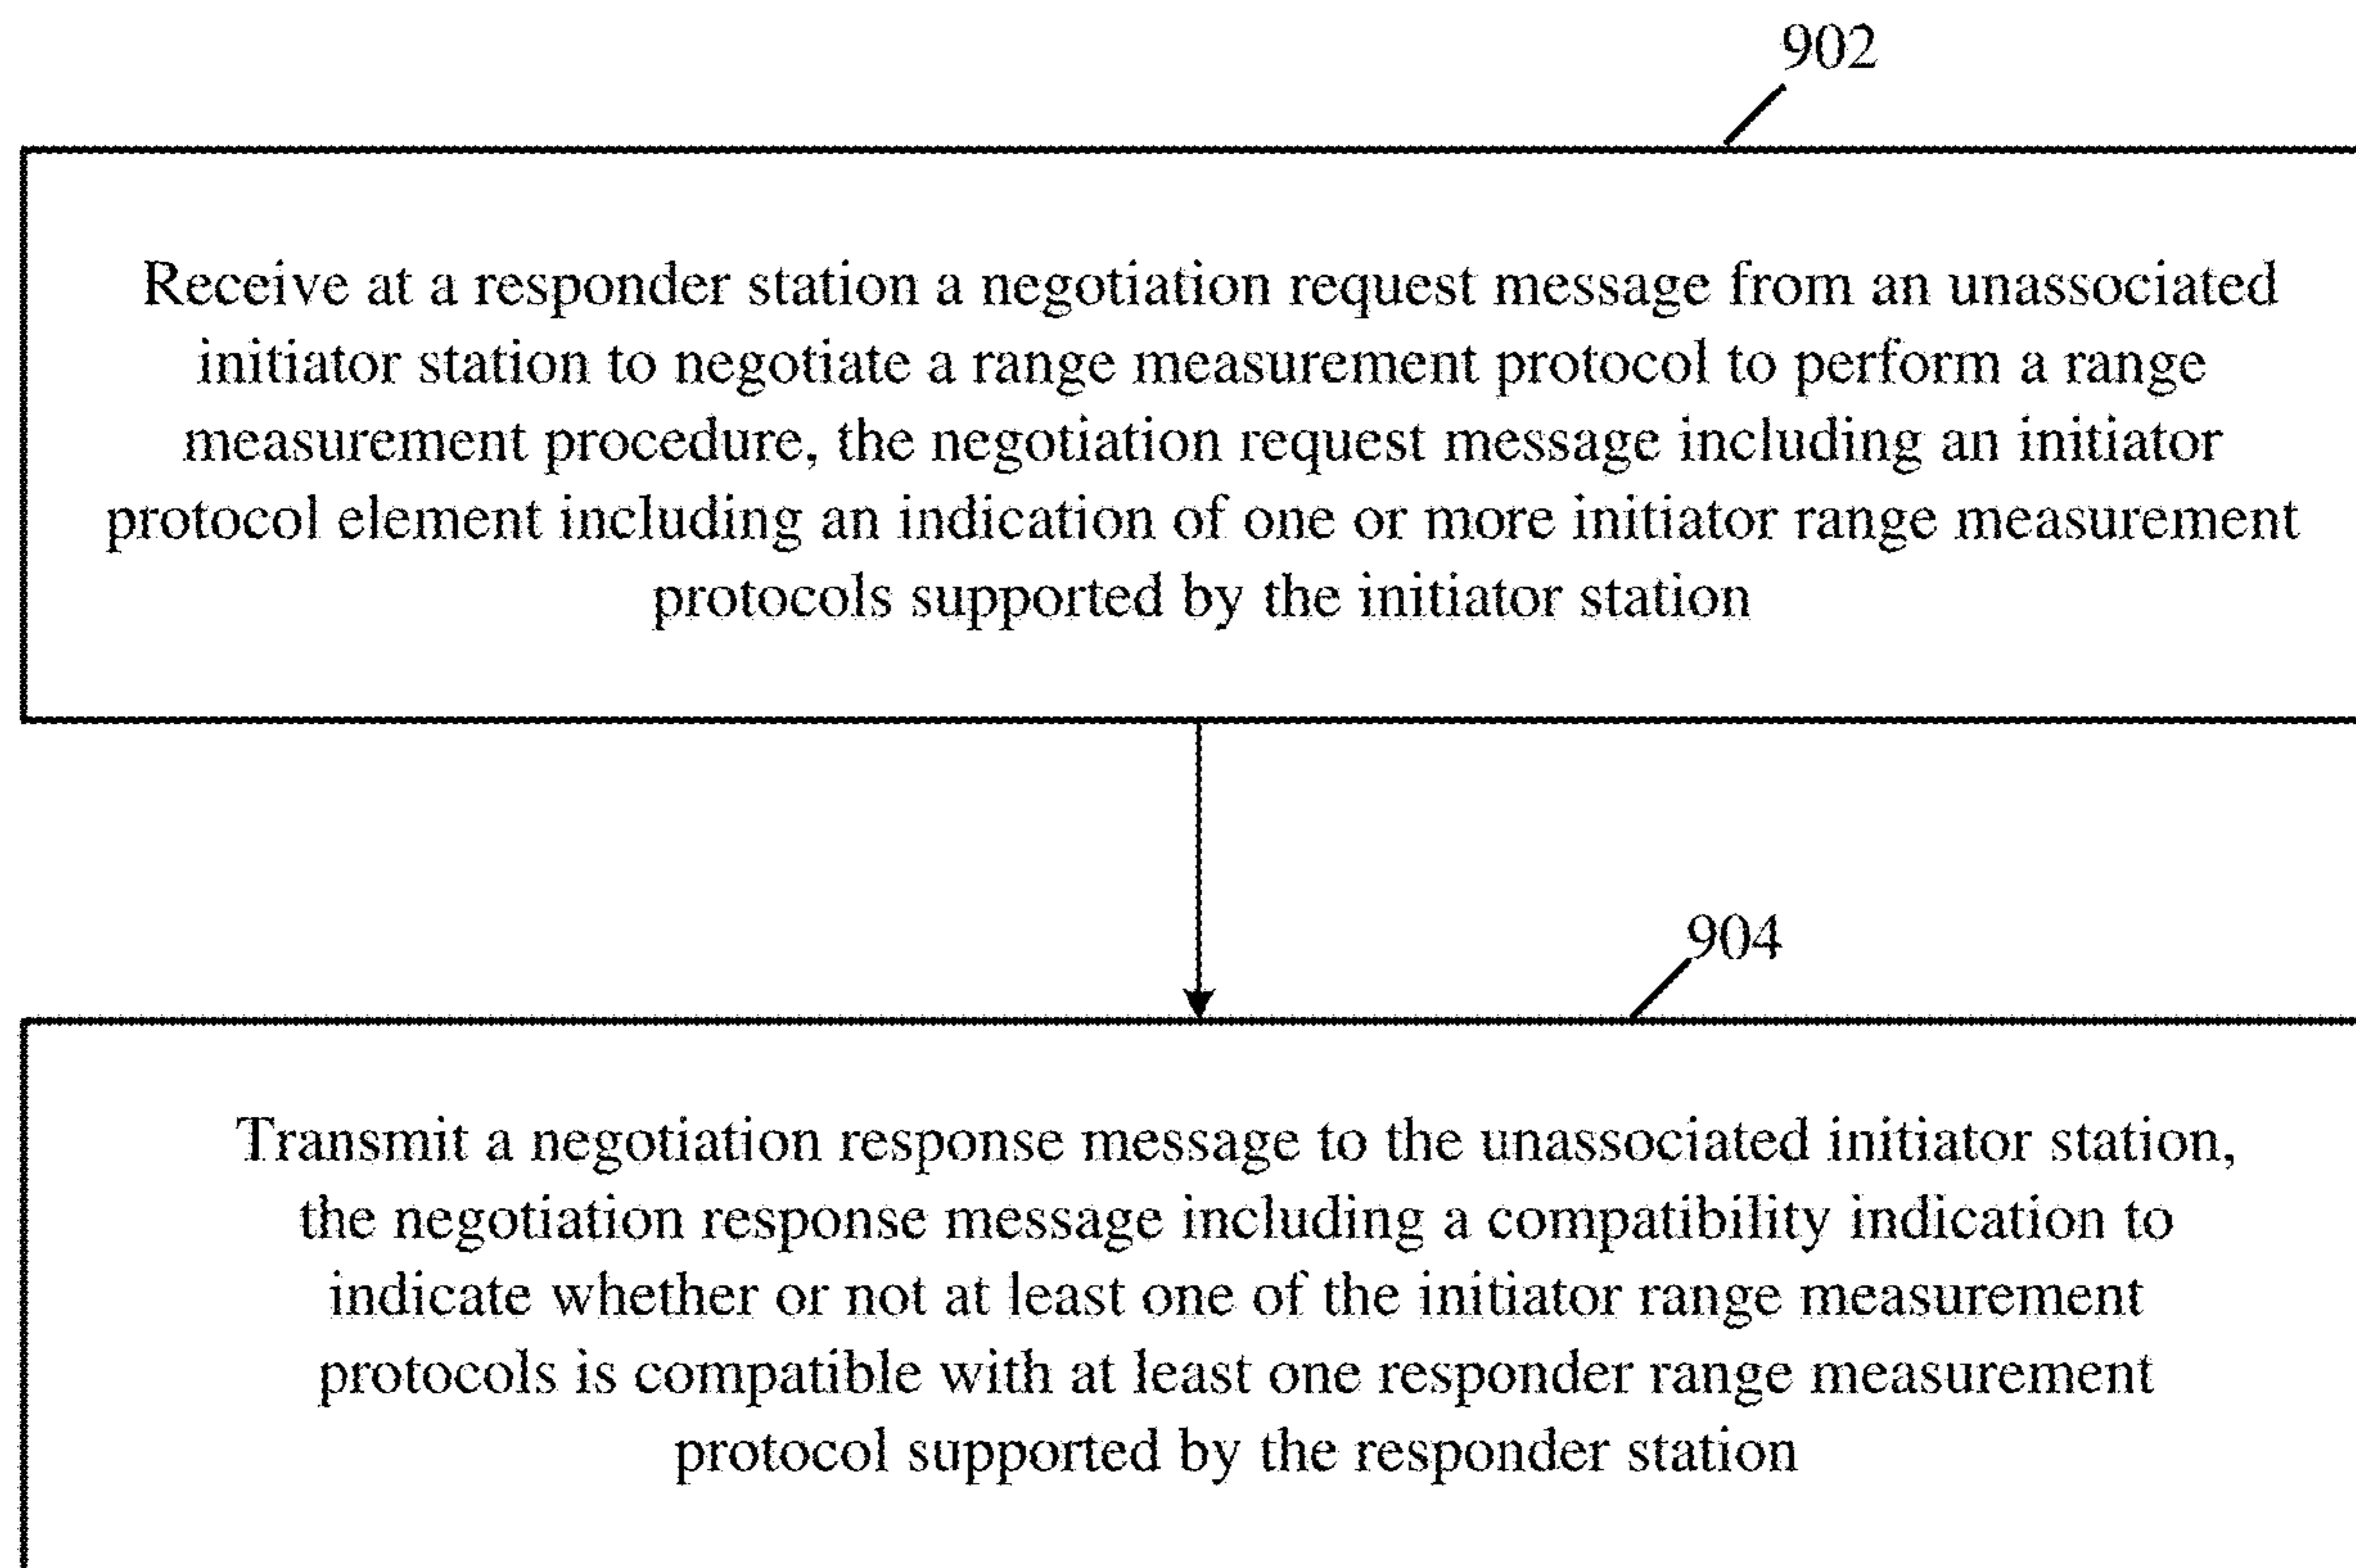 902
Receive at a responder station a negotiation request message from an unassociated
initiator station to negotiate a range measurement protocol to perform a range
measurement procedure, the negotiation request message including an initiator
protocol element including an indication of one or more initiator range measurement
protocols supported by the initiator station
904
Transmit a negotiation response message to the unassociated initiator station,
the negotiation response message including a compatibility indication to
indicate whether or not at least one of the initiator range measurement
protocols is compatible with at least one responder range measurement
protocol supported by the responder station